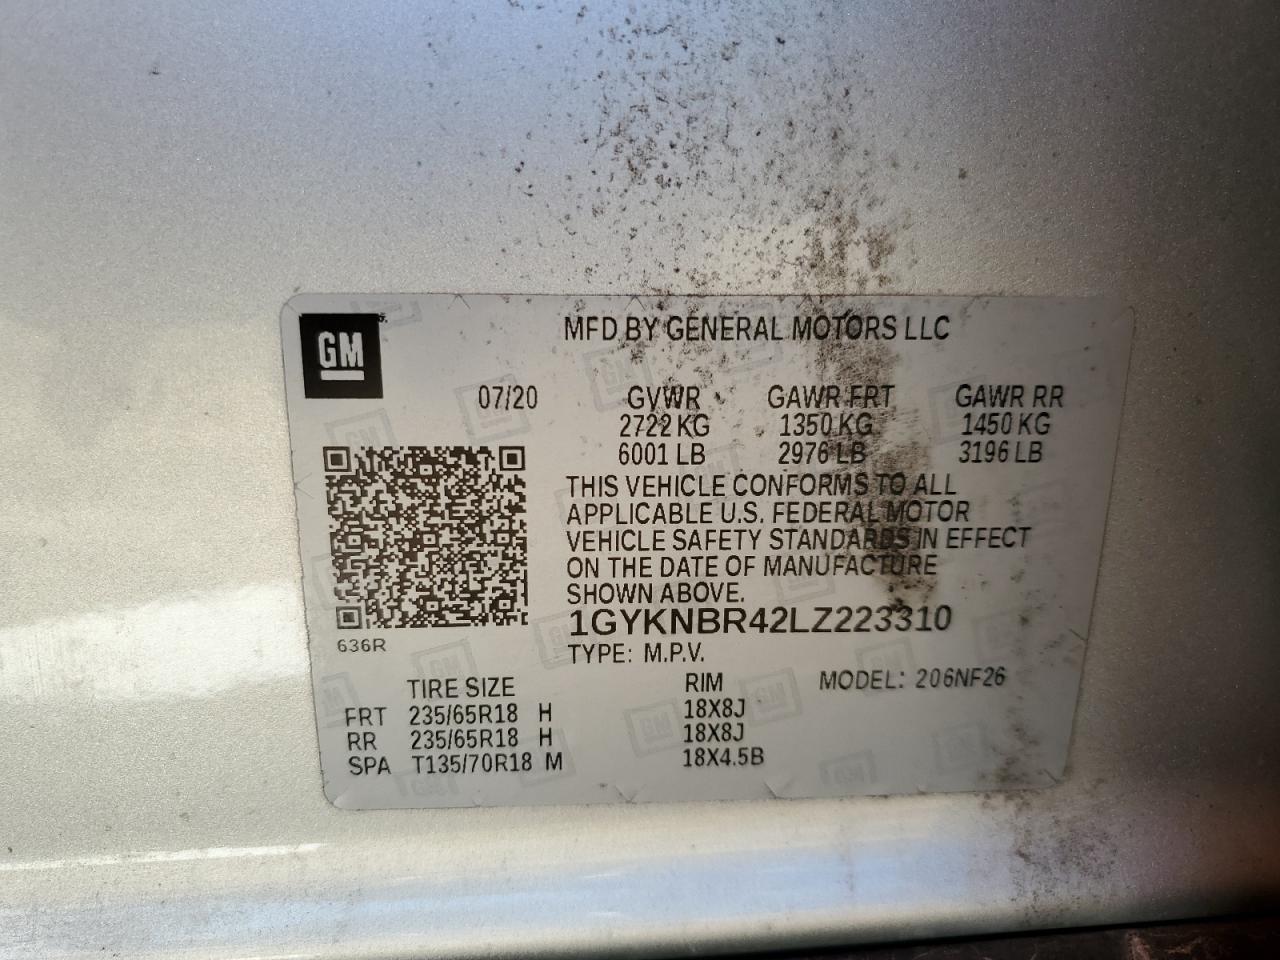 GM
MFD BY GENERAL MOTORS LLC
07/20 GVWR GAWR FRT GAWR RR
2722 KG 1350 KG 1450 KG
6001 LB 2976 LB 3196 LB
THIS VEHICLE CONFORMS TO ALL
APPLICABLE U.S. FEDERAL MOTOR
VEHICLE SAFETY STANDARDS IN EFFECT
ON THE DATE OF MANUFACTURE
SHOWN ABOVE.
1GYKNBR42LZ223310
636R
TYPE: M.P.V.
TIRE SIZE RIM MODEL: 206NF26
FRT 235/65R18 H 18X8J
RR 235/65R18 H 18X8J
SPA T135/70R18 M 18X4.5B